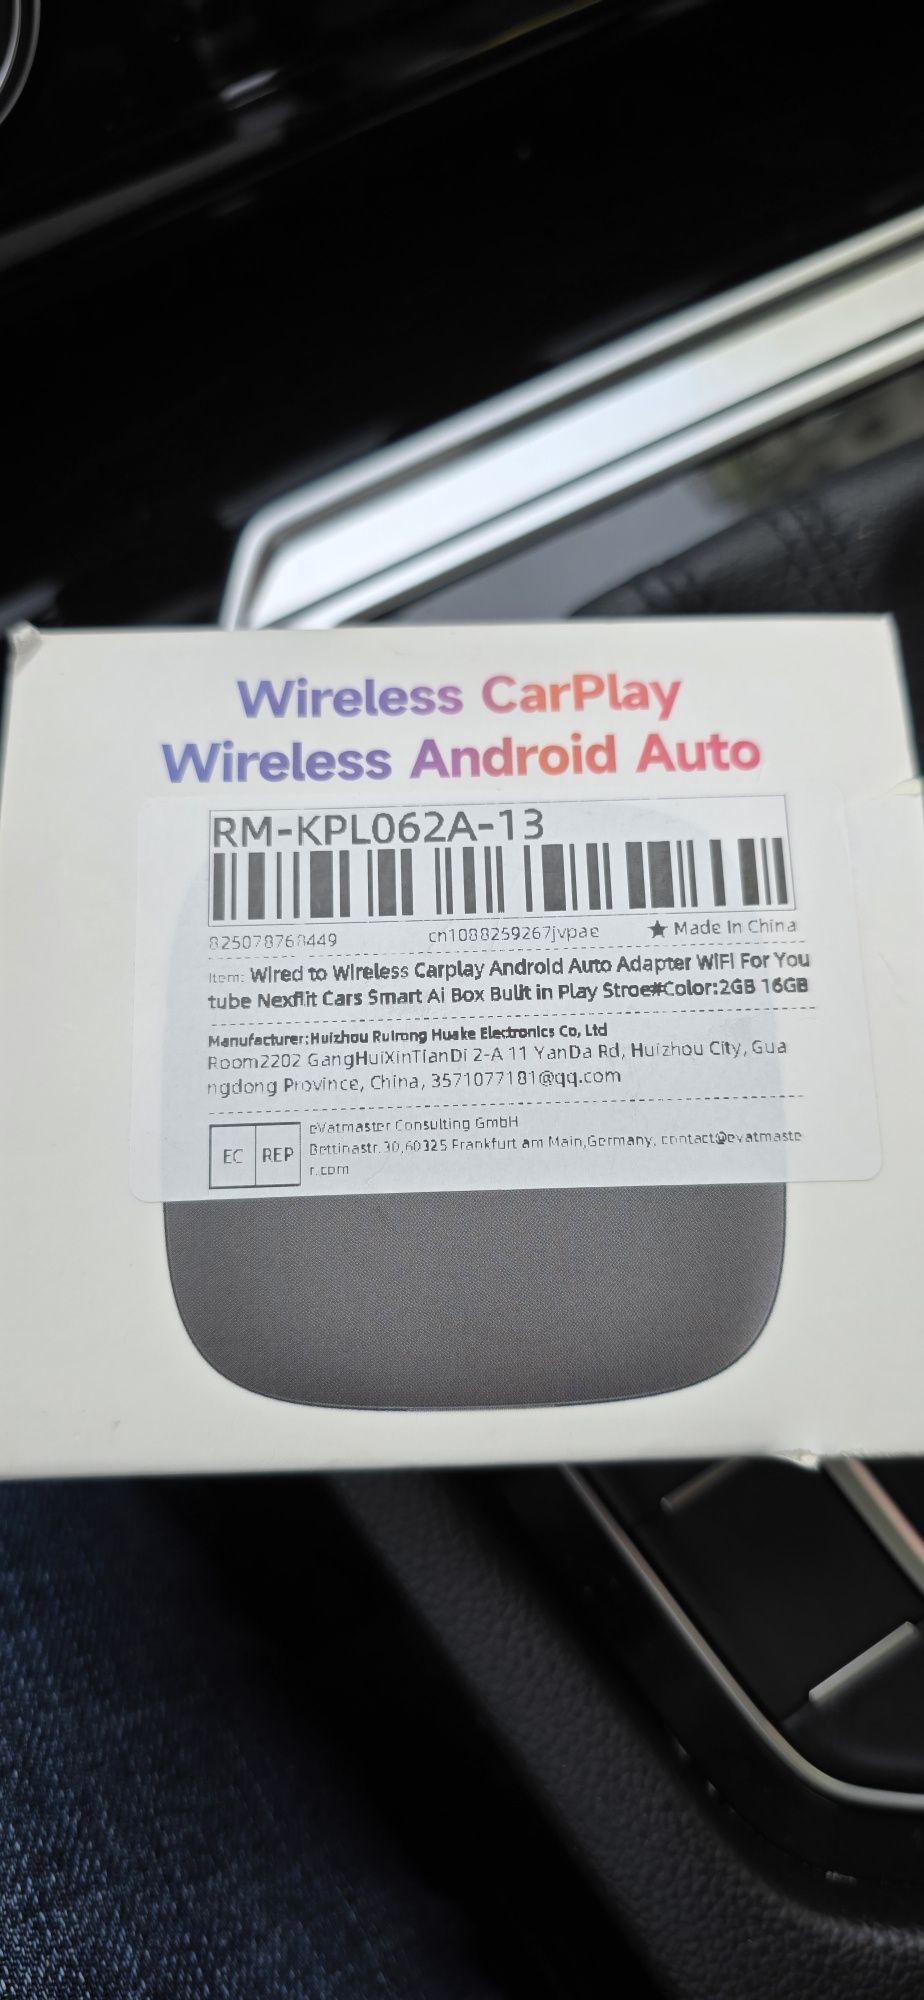 Wireless CarPlay
Wireless Android Auto
RM-KPL062A-13
825078768449
cn1088259267jvpae
★ Made In China
Item: Wired to Wireless Carplay Android Auto Adapter WiFi For You
tube Nexflit Cars Smart Ai Box Bulit in Play Stroe#Color:2GB 16GB
Manufacturer:Huizhou Ruirong Huake Electronics Co, Ltd
Room2202 GangHuiXinTianDi 2-A 11 YanDa Rd, Huizhou City, Gua
ngdong Province, China, 3571077181@qq.com
EC REP
eVatmaster Consulting GmbH
Bettinastr. 30,60325 Frankfurt am Main,Germany, contact@evatmaste
r.com